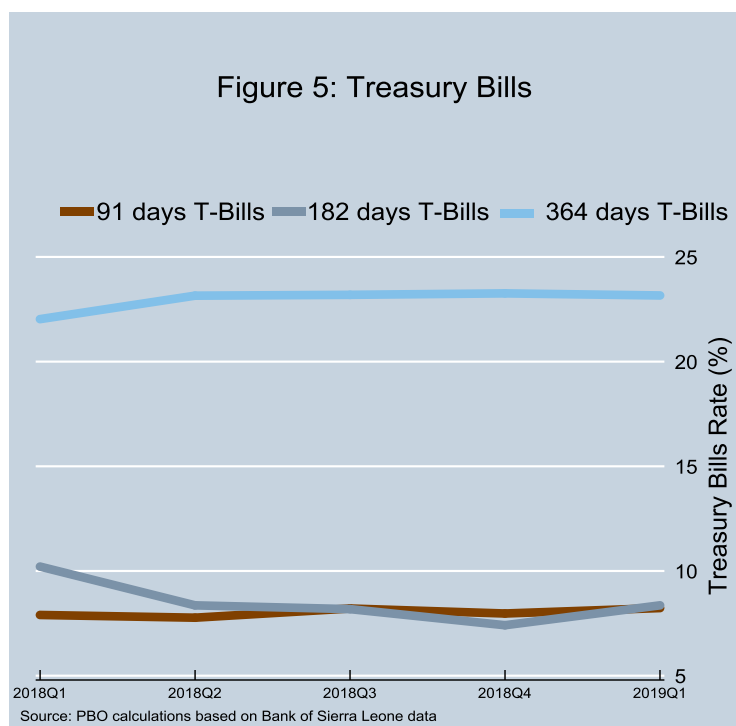 Figure 5: Treasury Bills
91 days T-Bills 182 days T-Bills 364 days T-Bills
25
20
15
10
5
Treasury Bills Rate (%)
2018Q1 2018Q2 2018Q3 2018Q4 2019Q1
Source: PBO calculations based on Bank of Sierra Leone data